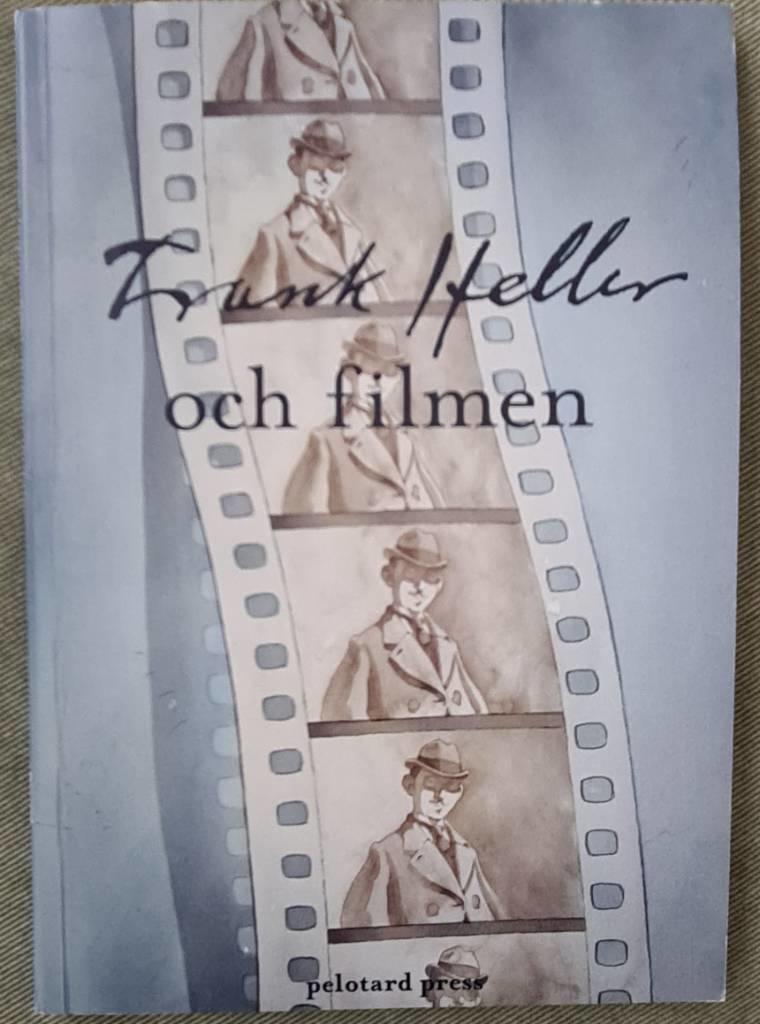 Frank Heller
och filmen
pelotard press